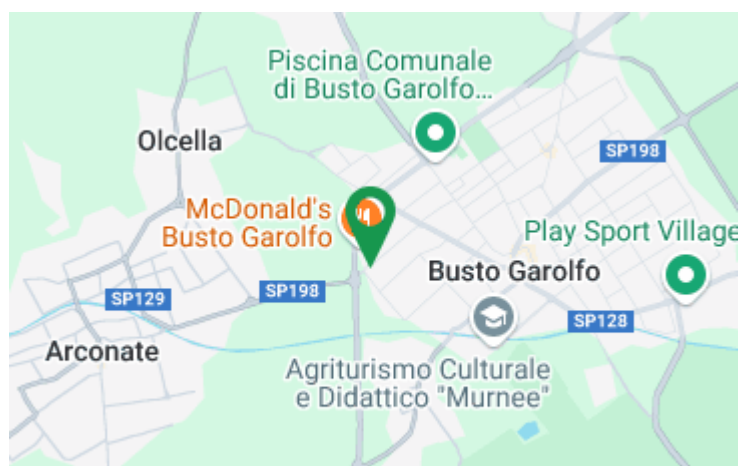 Piscina Comunale
di Busto Garolfo...
Olcella
SP198
McDonald's
Busto Garolfo
Play Sport Village
Busto Garolfo
SP129
SP198
SP128
Arconate
Agriturismo Culturale
e Didattico "Murnee"